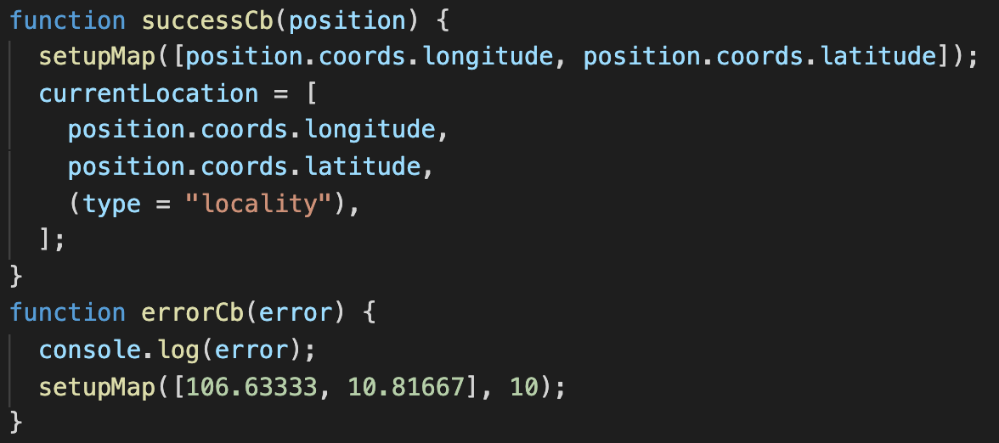 function successCb(position) {
  setupMap([position.coords.longitude, position.coords.latitude]);
  currentLocation = [
    position.coords.longitude,
    position.coords.latitude,
    (type = "locality"),
  ];
}
function errorCb(error) {
  console.log(error);
  setupMap([106.63333, 10.81667], 10);
}